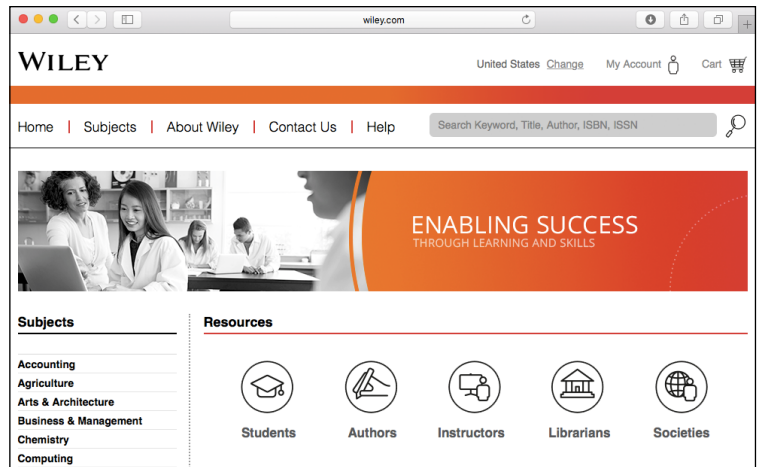 wiley.com
WILEY
United States Change My Account Cart
Home | Subjects | About Wiley | Contact Us | Help
Search Keyword, Title, Author, ISBN, ISSN
ENABLING SUCCESS
THROUGH LEARNING AND SKILLS
Subjects
Resources
Accounting
Agriculture
Arts & Architecture
Business & Management
Chemistry
Computing
Students Authors Instructors Librarians Societies